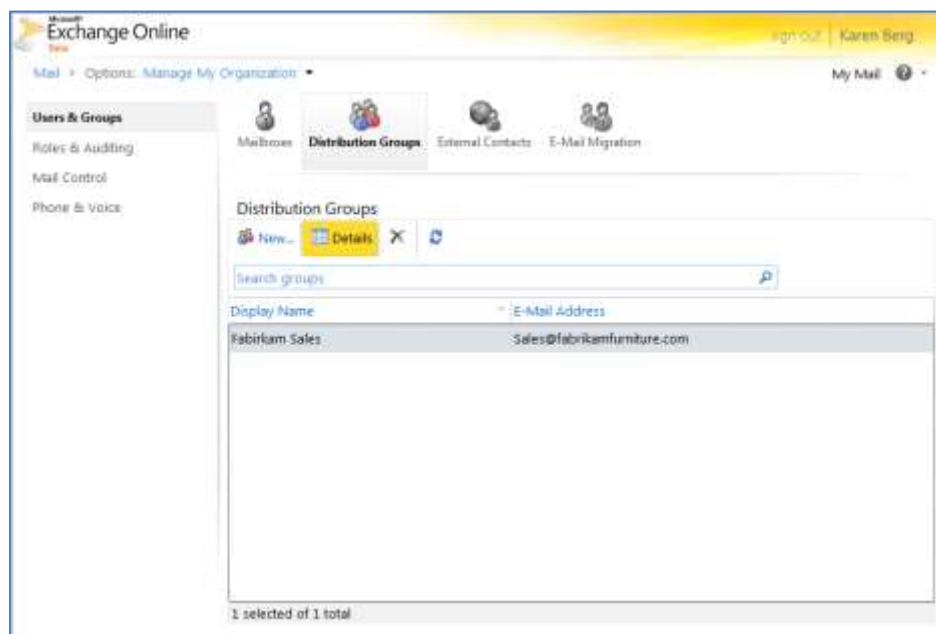 Microsoft®
Exchange Online
Beta
sign out | Karen Berg
Mail › Options: Manage My Organization
My Mail
Users & Groups
Roles & Auditing
Mail Control
Phone & Voice
Mailboxes
Distribution Groups
External Contacts
E-Mail Migration
Distribution Groups
New...
Details
Search groups
Display Name
E-Mail Address
Fabirkam Sales
Sales@fabrikamfurniture.com
1 selected of 1 total